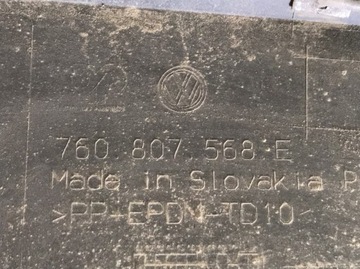 760 807 568 E
Made in Slovakia P
>PP-EPDM-TD10<